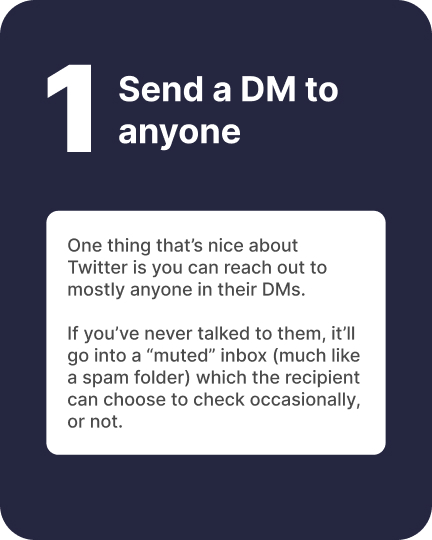 1
Send a DM to
anyone
One thing that’s nice about
Twitter is you can reach out to
mostly anyone in their DMs.
If you’ve never talked to them, it’ll
go into a “muted” inbox (much like
a spam folder) which the recipient
can choose to check occasionally,
or not.